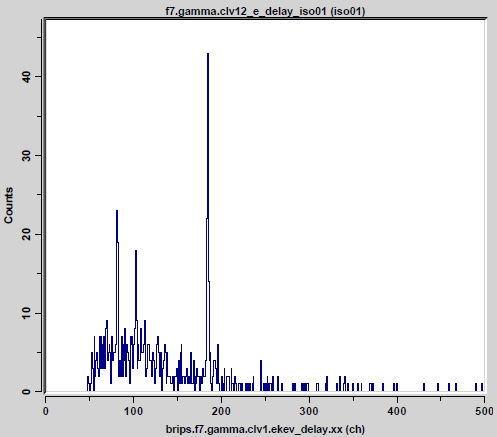 f7.gamma.clv12_e_delay_iso01 (iso01)
40
30
20
10
0
Counts
0 100 200 300 400 500
brips.f7.gamma.clv1.ekev_delay.xx (ch)